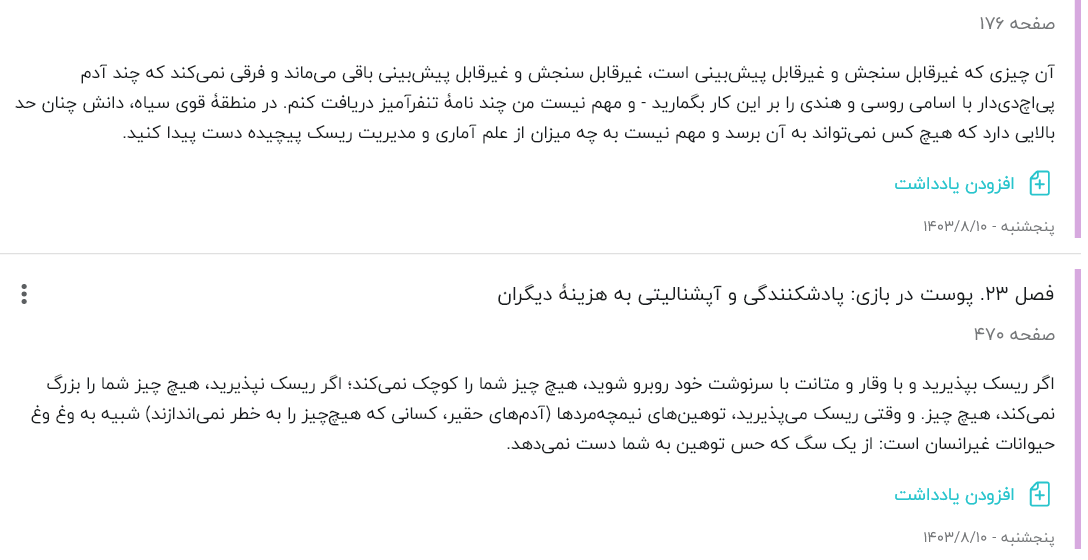 صفحه ۱۷۶
آن چیزی که غیرقابل سنجش و غیرقابل پیش‌بینی است، غیرقابل سنجش و غیرقابل پیش‌بینی باقی می‌ماند و فرقی نمی‌کند که چند آدم
پی‌اچ‌دی‌دار با اسامی روسی و هندی را بر این کار بگمارید - و مهم نیست من چند نامهٔ تنفرآمیز دریافت کنم. در منطقهٔ قوی سیاه، دانش چنان حد
بالایی دارد که هیچ کس نمی‌تواند به آن برسد و مهم نیست به چه میزان از علم آماری و مدیریت ریسک پیچیده دست پیدا کنید.
افزودن یادداشت
پنجشنبه - ۱۴۰۳/۸/۱۰
فصل ۲۳. پوست در بازی: پادشکنندگی و آپشنالیتی به هزینهٔ دیگران
صفحه ۴۷۰
اگر ریسک بپذیرید و با وقار و متانت با سرنوشت خود روبرو شوید، هیچ چیز شما را کوچک نمی‌کند؛ اگر ریسک نپذیرید، هیچ چیز شما را بزرگ
نمی‌کند، هیچ چیز. و وقتی ریسک می‌پذیرید، توهین‌های نیمچه‌مردها (آدم‌های حقیر، کسانی که هیچ‌چیز را به خطر نمی‌اندازند) شبیه به وغ وغ
حیوانات غیرانسان است: از یک سگ که حس توهین به شما دست نمی‌دهد.
افزودن یادداشت
پنجشنبه - ۱۴۰۳/۸/۱۰